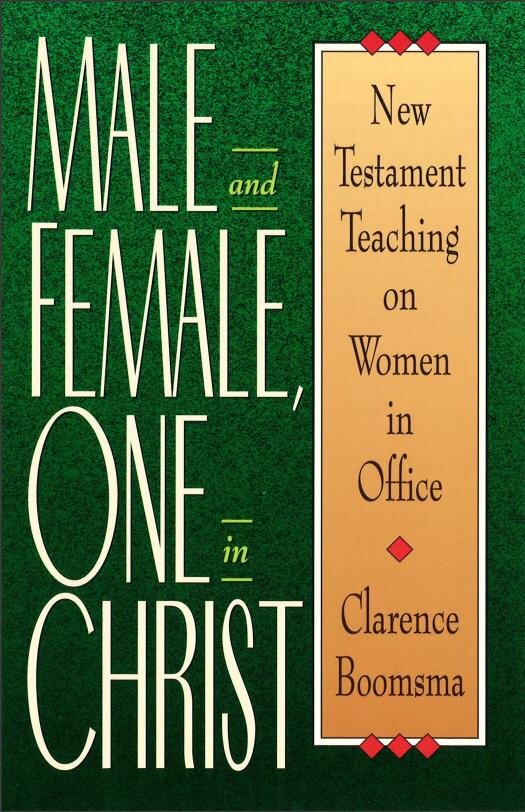 MALE
and
FEMALE,
ONE
in
CHRIST
New
Testament
Teaching
on
Women
in
Office
Clarence
Boomsma